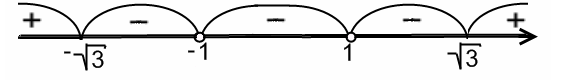 + − − − +
-√3 -1 1 √3